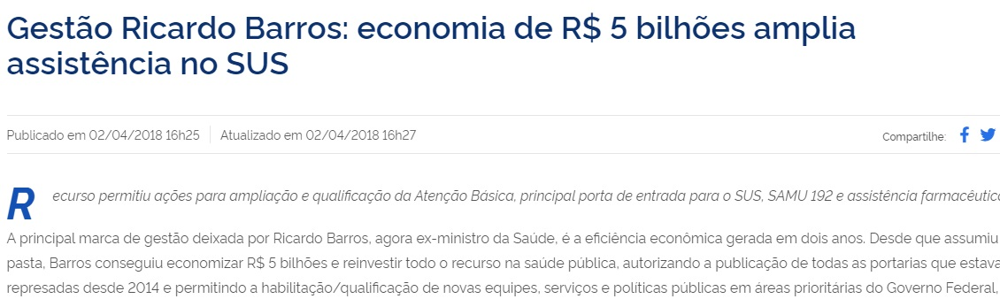 Gestão Ricardo Barros: economia de R$ 5 bilhões amplia
assistência no SUS
Publicado em 02/04/2018 16h25 Atualizado em 02/04/2018 16h27 Compartilhe:
Recurso permitiu ações para ampliação e qualificação da Atenção Básica, principal porta de entrada para o SUS, SAMU 192 e assistência
A principal marca de gestão deixada por Ricardo Barros, agora ex-ministro da Saúde, é a eficiência econômica gerada em dois anos. Desde que assumiu
pasta, Barros conseguiu economizar R$ 5 bilhões e reinvestir todo o recurso na saúde pública, autorizando a publicação de todas as portarias que
represadas desde 2014 e permitindo a habilitação/qualificação de novas equipes, serviços e políticas públicas em áreas prioritárias do Governo Federal,